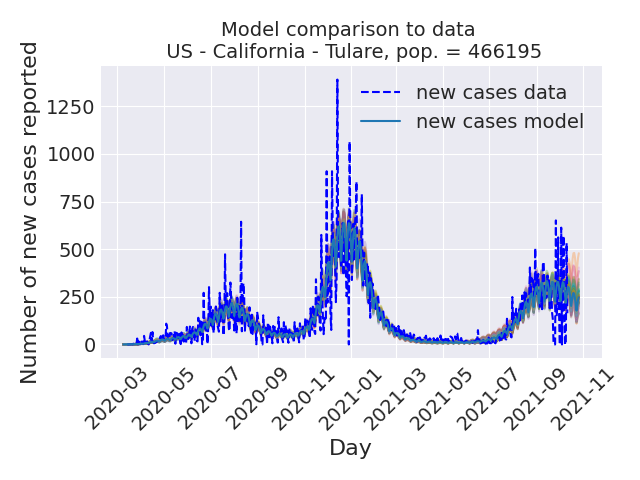 Model comparison to data
US - California - Tulare, pop. = 466195
Number of new cases reported
1250
1000
750
500
250
0
new cases data
new cases model
2020-03
2020-05
2020-07
2020-09
2020-11
2021-01
2021-03
2021-05
2021-07
2021-09
2021-11
Day